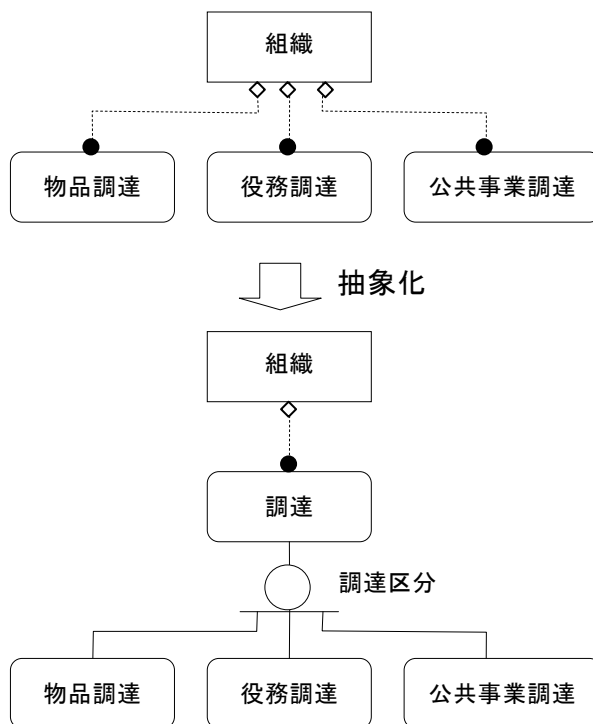 組織
物品調達
役務調達
公共事業調達
抽象化
組織
調達
調達区分
物品調達
役務調達
公共事業調達